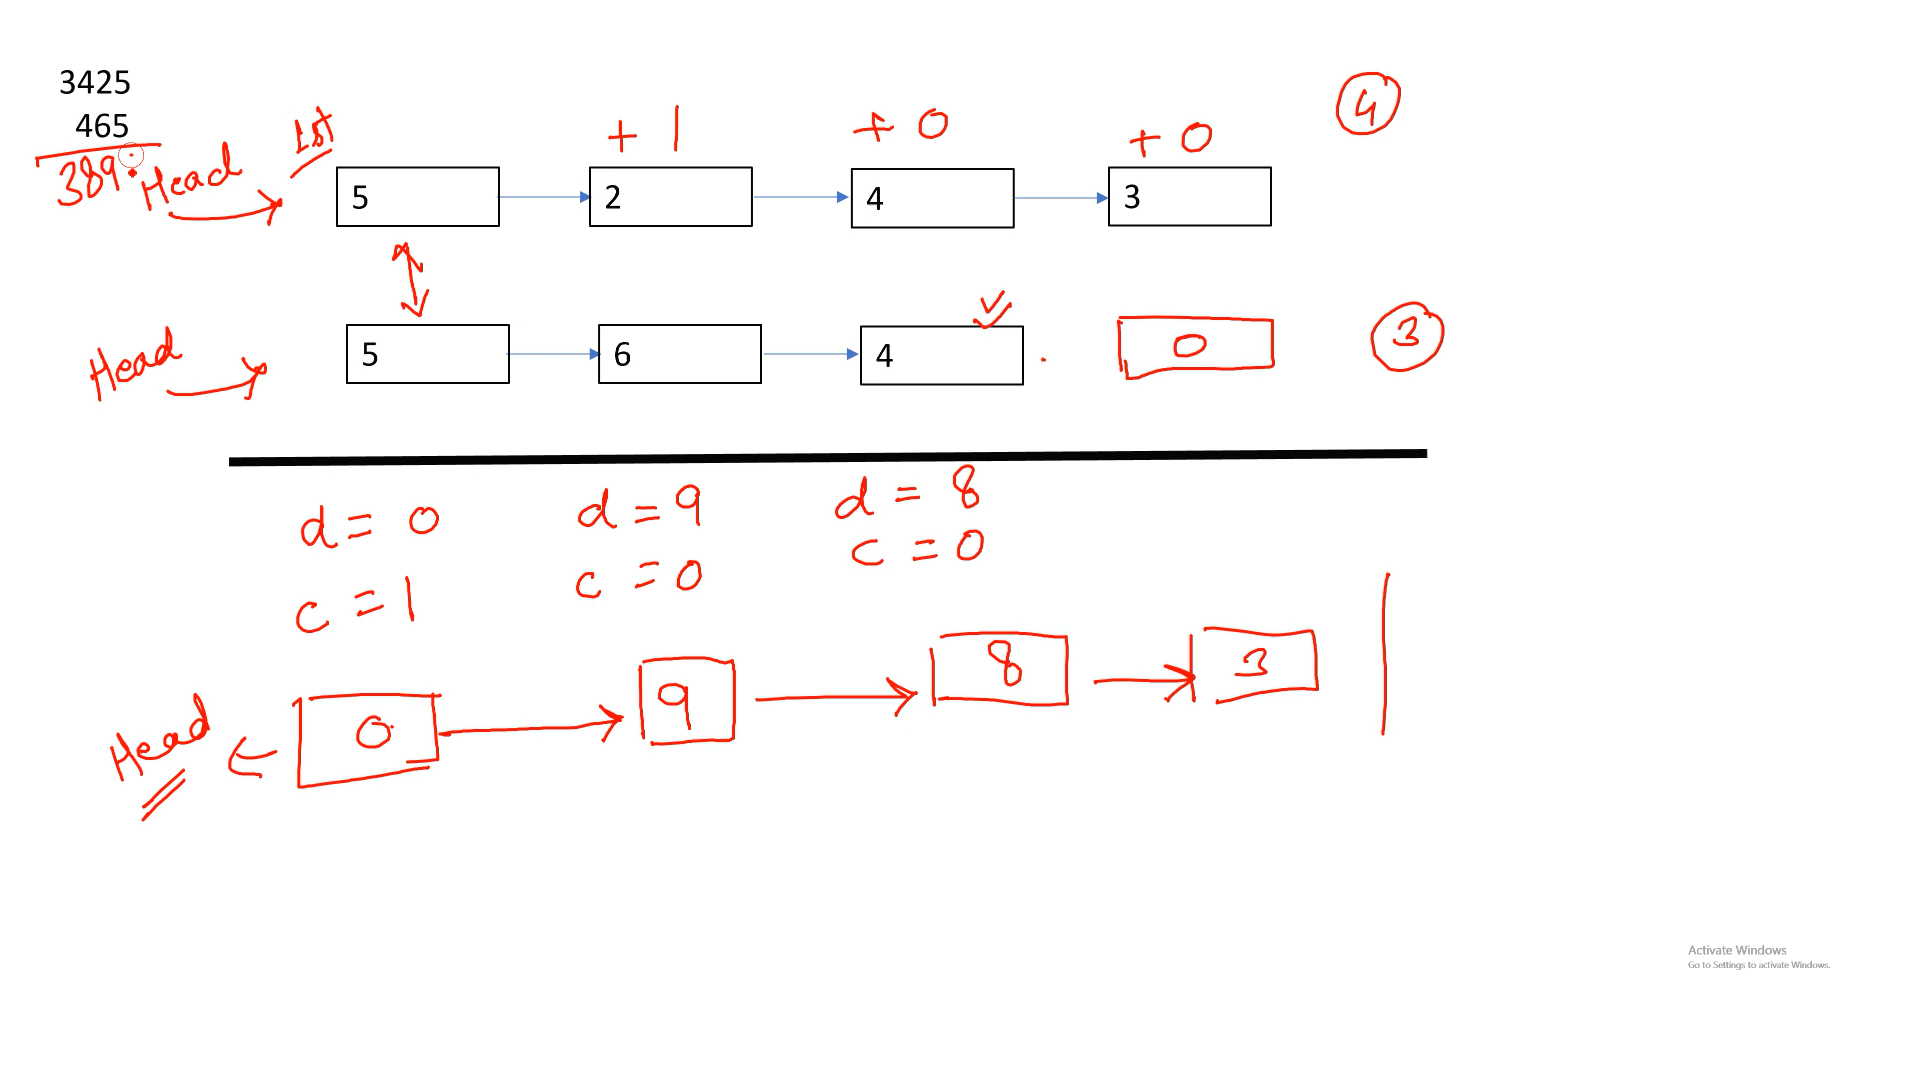 3425
465
389
Head
1st
+ 1
+ 0
+ 0
4
5
2
4
3
Head
5
6
4
0
3
d = 0
d = 9
d = 8
c = 1
c = 0
c = 0
Head
0
9
8
3
Activate Windows
Go to Settings to activate Windows.